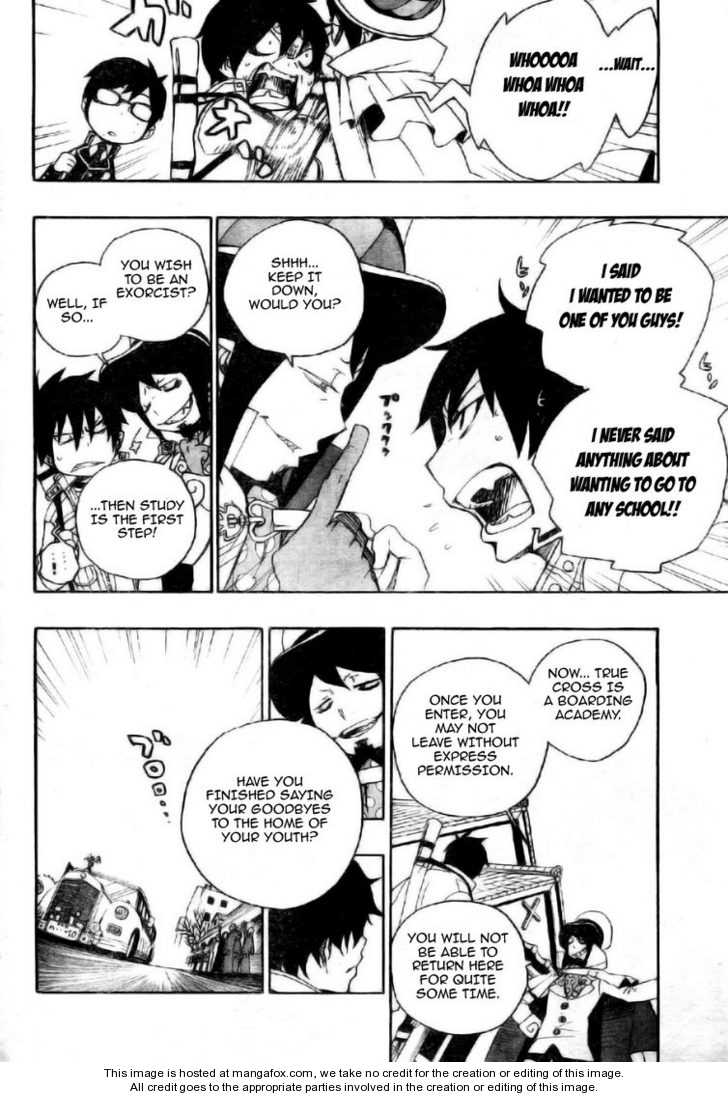 ...WAIT...
WHOOOOA
WHOA WHOA
WHOA!!
I SAID
I WANTED TO BE
ONE OF YOU GUYS!
I NEVER SAID
ANYTHING ABOUT
WANTING TO GO TO
ANY SCHOOL!!
SHHH...
KEEP IT
DOWN,
WOULD YOU?
YOU WISH
TO BE AN
EXORCIST?
WELL, IF
SO...
...THEN STUDY
IS THE FIRST
STEP!
NOW... TRUE
CROSS IS
A BOARDING
ACADEMY.
ONCE YOU
ENTER, YOU
MAY NOT
LEAVE WITHOUT
EXPRESS
PERMISSION.
YOU WILL NOT
BE ABLE TO
RETURN HERE
FOR QUITE
SOME TIME.
HAVE YOU
FINISHED SAYING
YOUR GOODBYES
TO THE HOME OF
YOUR YOUTH?
ブロロ...
This image is hosted at mangafox.com, we take no credit for the creation or editing of this image.
All credit goes to the appropriate parties involved in the creation or editing of this image.